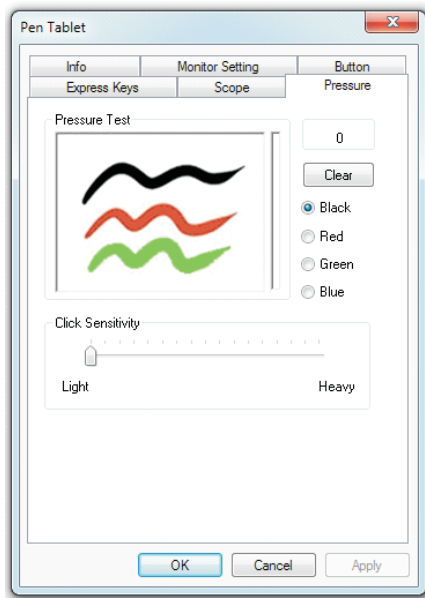 Pen Tablet
Info Monitor Setting Button
Express Keys Scope Pressure
Pressure Test
0
Clear
Black
Red
Green
Blue
Click Sensitivity
Light Heavy
OK Cancel Apply